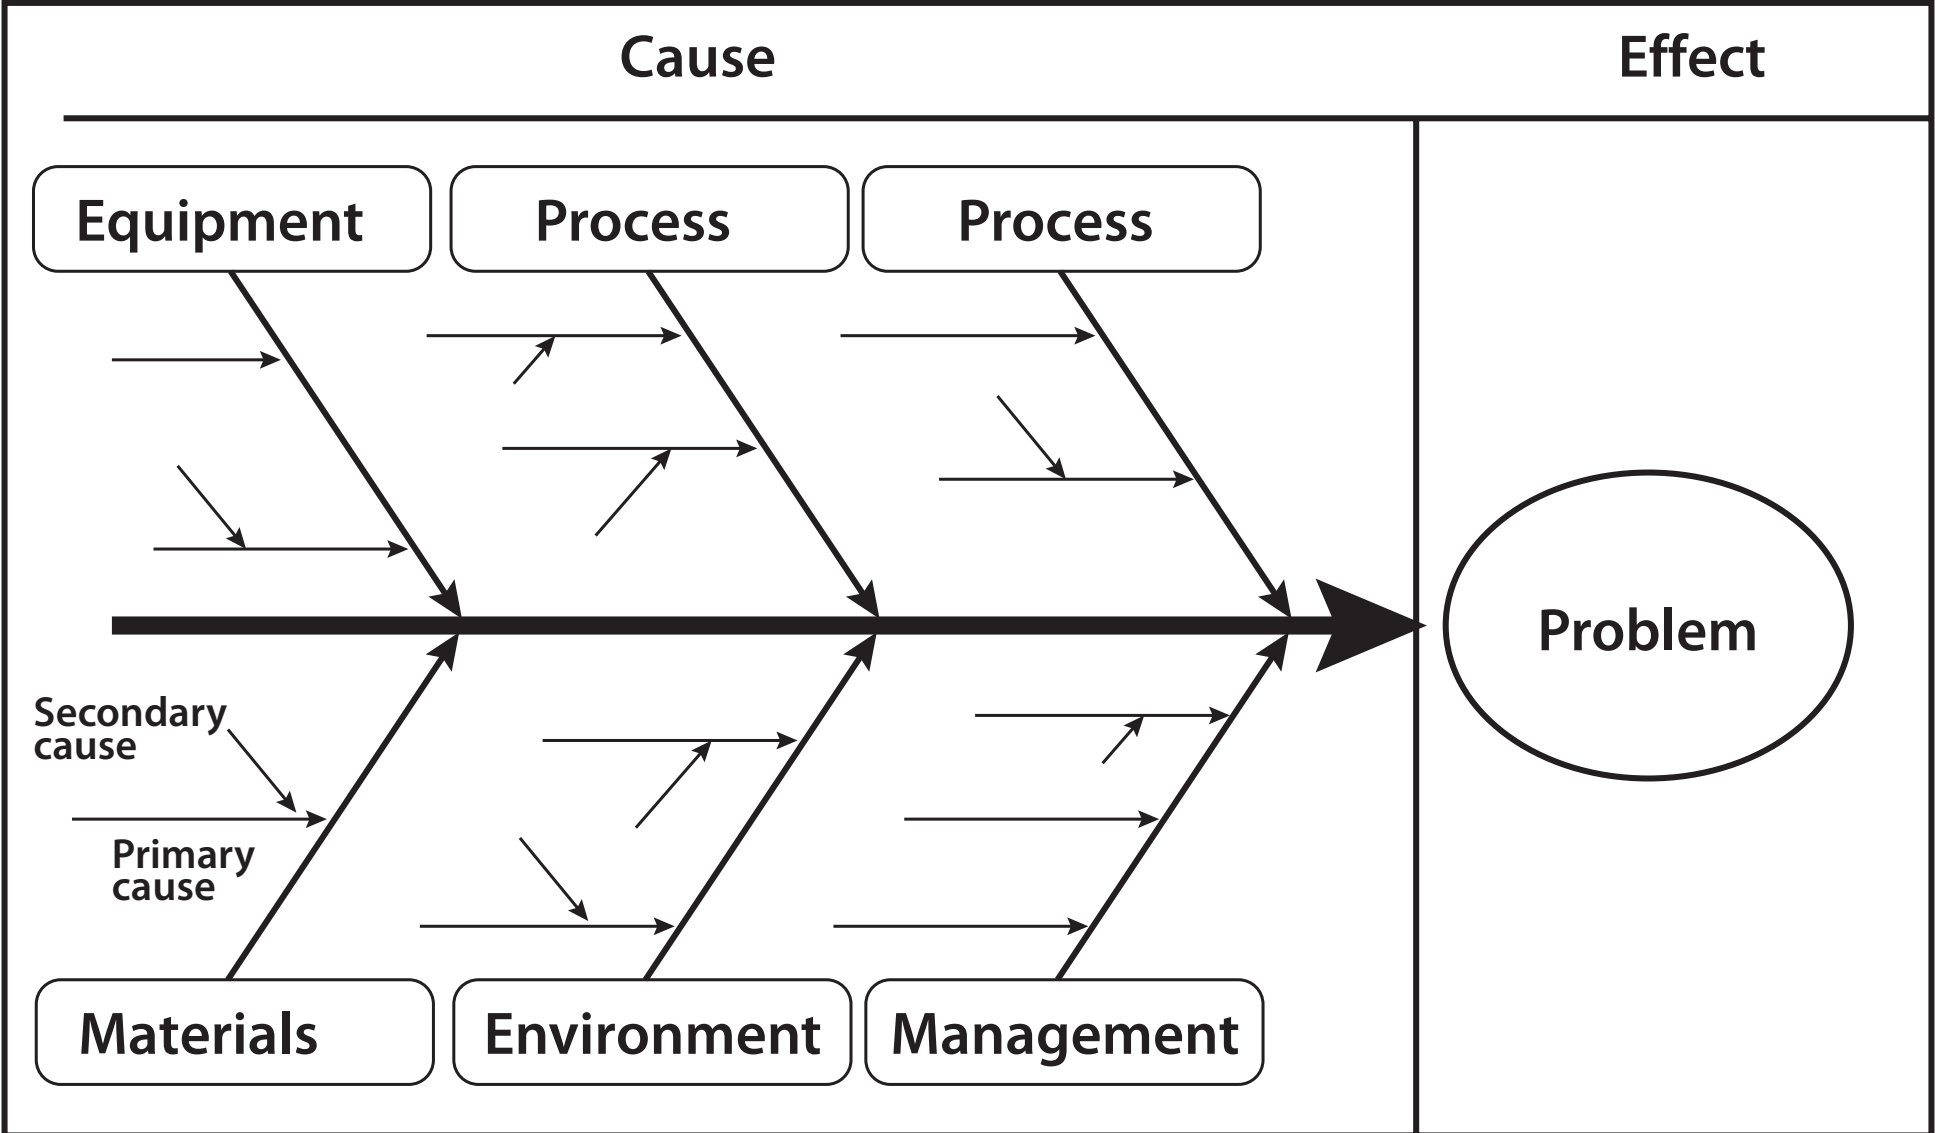 Cause
Effect
Equipment
Process
Process
Problem
Secondary
cause
Primary
cause
Materials
Environment
Management